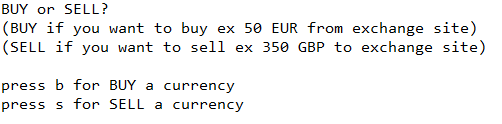 BUY or SELL?
(BUY if you want to buy ex 50 EUR from exchange site)
(SELL if you want to sell ex 350 GBP to exchange site)
press b for BUY a currency
press s for SELL a currency